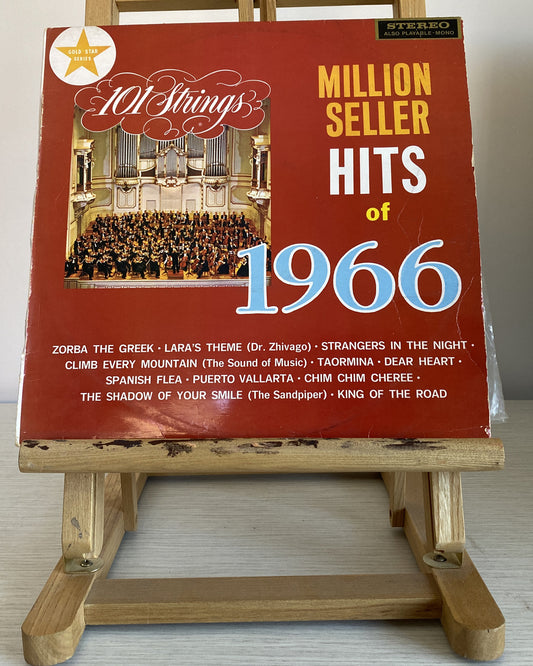 GOLD STAR
SERIES
STEREO
ALSO PLAYABLE - MONO
101 Strings
MILLION
SELLER
HITS
of
1966
ZORBA THE GREEK · LARA'S THEME (Dr. Zhivago) · STRANGERS IN THE NIGHT ·
CLIMB EVERY MOUNTAIN (The Sound of Music) · TAORMINA · DEAR HEART ·
SPANISH FLEA · PUERTO VALLARTA · CHIM CHIM CHEREE ·
THE SHADOW OF YOUR SMILE (The Sandpiper) · KING OF THE ROAD